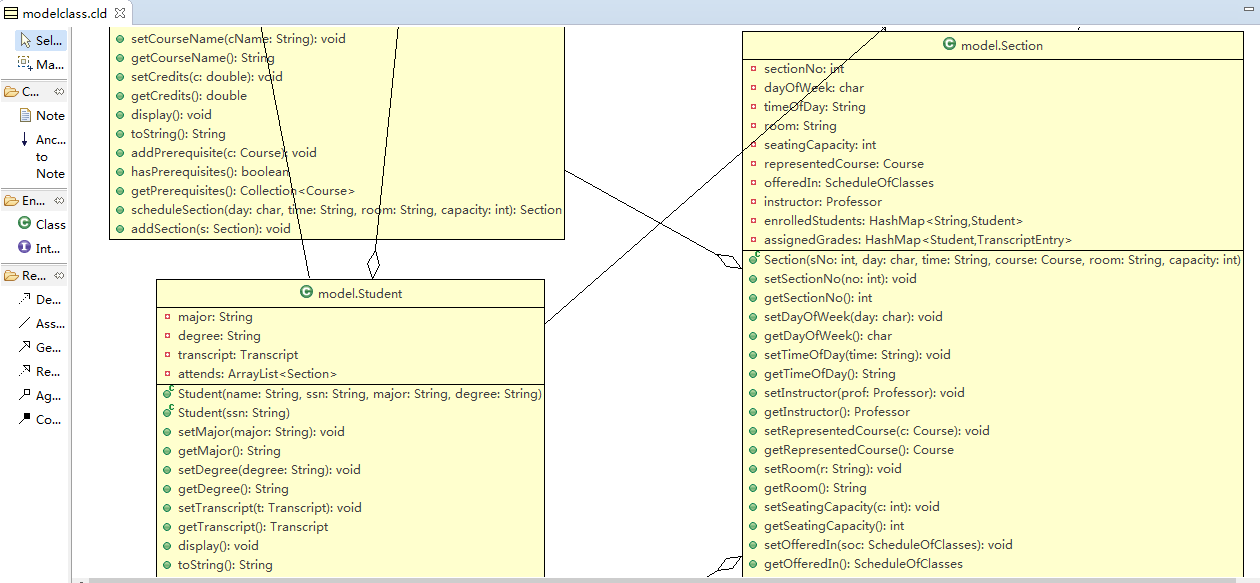 modelclass.cld
Sel...
Ma...
C...
Note
Anc...
to
Note
En...
Class
Int...
Re...
De...
Ass...
Ge...
Re...
Ag...
Co...
setCourseName(cName: String): void
getCourseName(): String
setCredits(c: double): void
getCredits(): double
display(): void
toString(): String
addPrerequisite(c: Course): void
hasPrerequisites(): boolean
getPrerequisites(): Collection<Course>
scheduleSection(day: char, time: String, room: String, capacity: int): Section
addSection(s: Section): void
model.Student
major: String
degree: String
transcript: Transcript
attends: ArrayList<Section>
Student(name: String, ssn: String, major: String, degree: String)
Student(ssn: String)
setMajor(major: String): void
getMajor(): String
setDegree(degree: String): void
getDegree(): String
setTranscript(t: Transcript): void
getTranscript(): Transcript
display(): void
toString(): String
model.Section
sectionNo: int
dayOfWeek: char
timeOfDay: String
room: String
seatingCapacity: int
representedCourse: Course
offeredIn: ScheduleOfClasses
instructor: Professor
enrolledStudents: HashMap<String,Student>
assignedGrades: HashMap<Student,TranscriptEntry>
Section(sNo: int, day: char, time: String, course: Course, room: String, capacity: int)
setSectionNo(no: int): void
getSectionNo(): int
setDayOfWeek(day: char): void
getDayOfWeek(): char
setTimeOfDay(time: String): void
getTimeOfDay(): String
setInstructor(prof: Professor): void
getInstructor(): Professor
setRepresentedCourse(c: Course): void
getRepresentedCourse(): Course
setRoom(r: String): void
getRoom(): String
setSeatingCapacity(c: int): void
getSeatingCapacity(): int
setOfferedIn(soc: ScheduleOfClasses): void
getOfferedIn(): ScheduleOfClasses